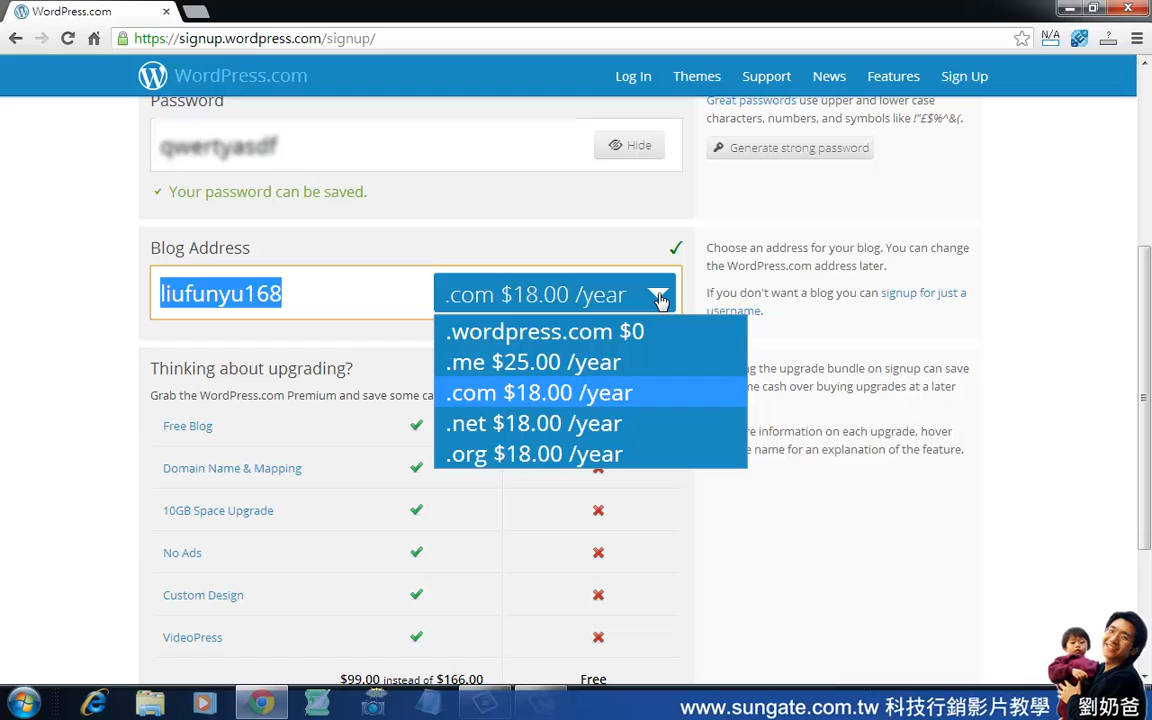 WordPress.com
https://signup.wordpress.com/signup/
N/A
WordPress.com
Log In
Themes
Support
News
Features
Sign Up
Password
qwertyasdf
Hide
Your password can be saved.
Great passwords use upper and lower case
characters, numbers, and symbols like !"£$%^&(.
Generate strong password
Blog Address
liufunyu168
.com $18.00 /year
.wordpress.com $0
.me $25.00 /year
.com $18.00 /year
.net $18.00 /year
.org $18.00 /year
Choose an address for your blog. You can change
the WordPress.com address later.
If you don't want a blog you can signup for just a
username.
Thinking about upgrading?
Grab the WordPress.com Premium and save some
Free Blog
Domain Name & Mapping
10GB Space Upgrade
No Ads
Custom Design
VideoPress
$99.00 instead of $166.00
Free
the upgrade bundle on signup can save
cash over buying upgrades at a later
information on each upgrade, hover
name for an explanation of the feature.
www.sungate.com.tw 科技行銷影片教學
劉奶爸